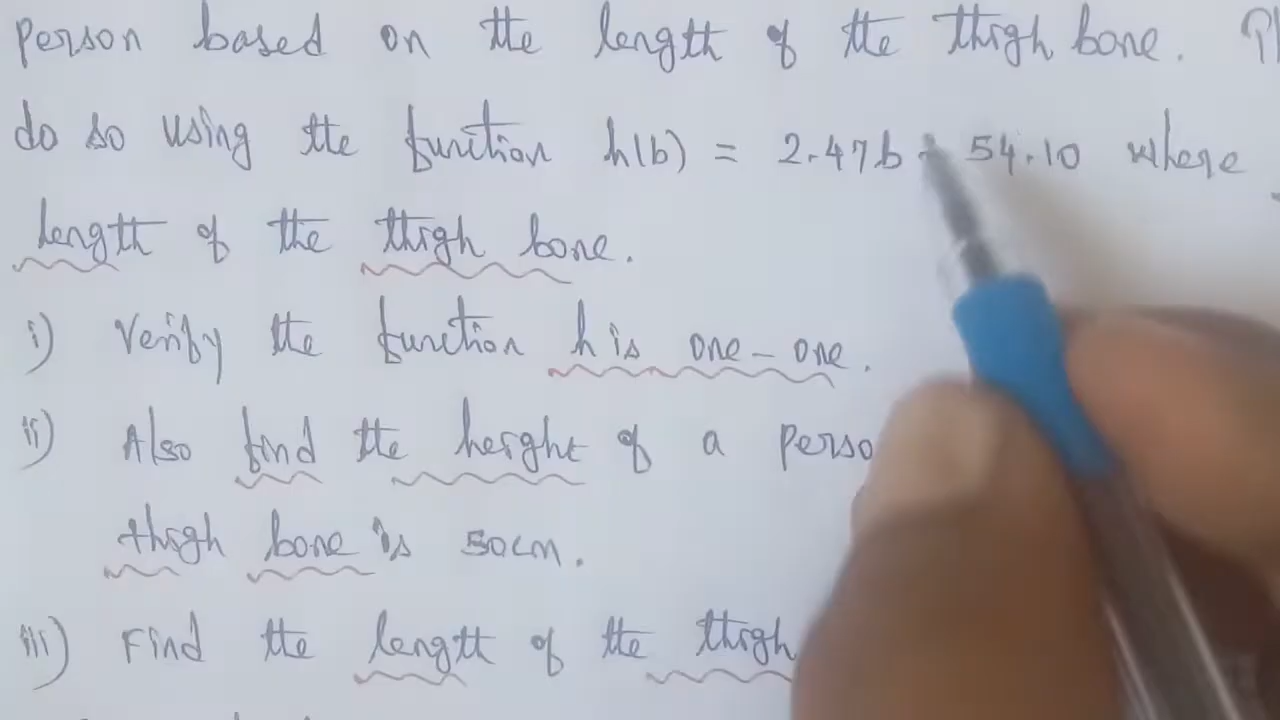 person based on the length of the thigh bone.
do so using the function h(b) = 2.47b + 54.10 where
length of the thigh bone.
i) Verify the function h is one - one.
ii) Also find the height of a perso
thigh bone is 50cm.
iii) Find the length of the thigh